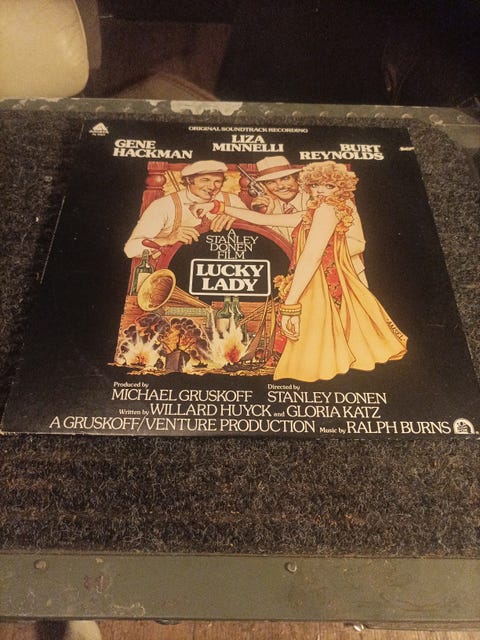 ORIGINAL SOUNDTRACK RECORDING
GENE
HACKMAN
LIZA
MINNELLI
BURT
REYNOLDS
A
STANLEY
DONEN
FILM
LUCKY
LADY
Produced by
MICHAEL GRUSKOFF
Directed by
STANLEY DONEN
Written by WILLARD HUYCK and GLORIA KATZ
A GRUSKOFF/VENTURE PRODUCTION Music by RALPH BURNS